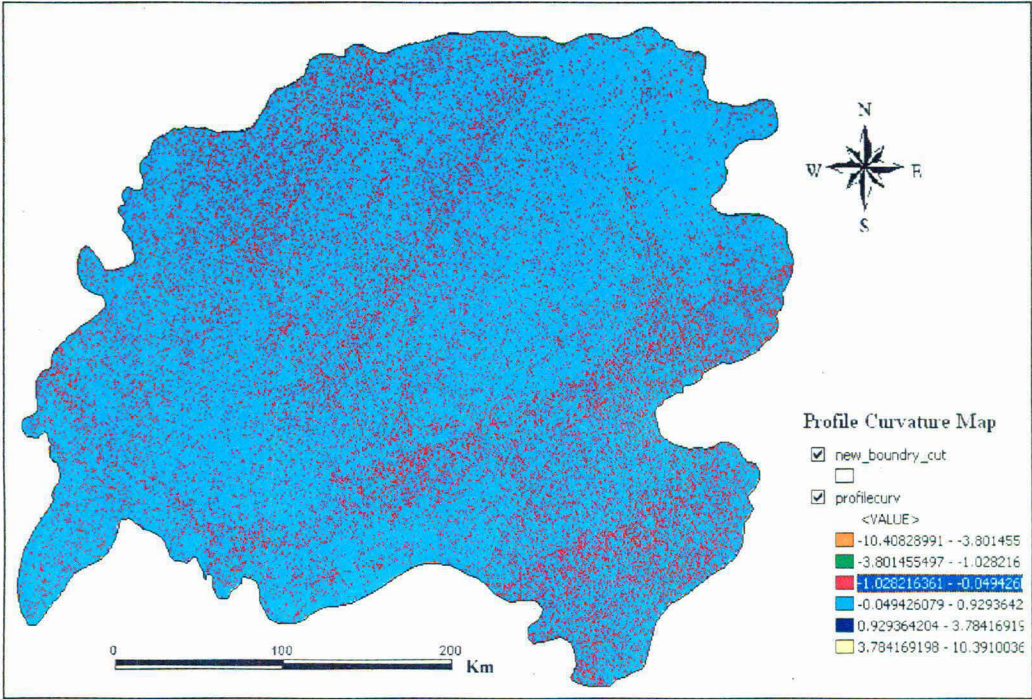 N
W E
S
Profile Curvature Map
new_boundry_cut
profilecurv
<VALUE>
-10.40828991 - -3.801455
-3.801455497 - -1.028216
-1.028216361 - -0.049426
-0.049426079 - 0.9293642
0.929364204 - 3.78416919
3.784169198 - 10.3910036
0 100 200
Km